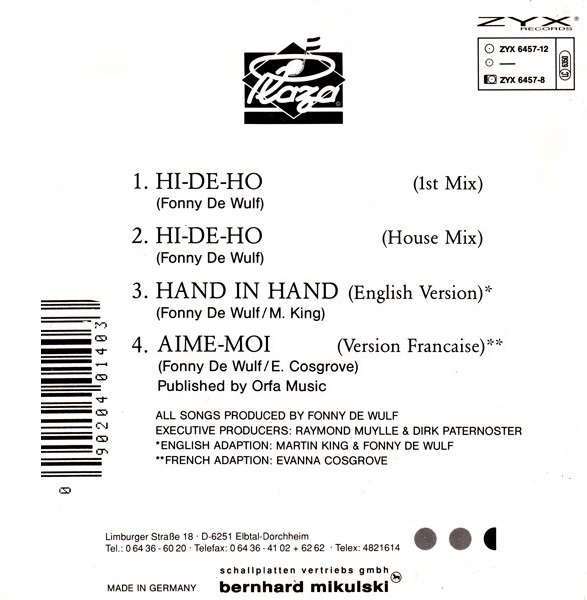 ZYX®
RECORDS
ZYX 6457-12
—
ZYX 6457-8
Plaza
©
1. HI-DE-HO (1st Mix)
(Fonny De Wulf)
2. HI-DE-HO (House Mix)
(Fonny De Wulf)
3. HAND IN HAND (English Version)*
(Fonny De Wulf/M. King)
4. AIME-MOI (Version Francaise)**
(Fonny De Wulf/E. Cosgrove)
Published by Orfa Music
ALL SONGS PRODUCED BY FONNY DE WULF
EXECUTIVE PRODUCERS: RAYMOND MUYLLE & DIRK PATERNOSTER
*ENGLISH ADAPTION: MARTIN KING & FONNY DE WULF
**FRENCH ADAPTION: EVANNA COSGROVE
90204 01403
8
Limburger Straße 18 · D-6251 Elbtal-Dorchheim
Tel.: 0 64 36 - 60 20 · Telefax: 0 64 36 - 41 02 + 62 62 · Telex: 4821614
schallplatten vertriebs gmbh
MADE IN GERMANY bernhard mikulski